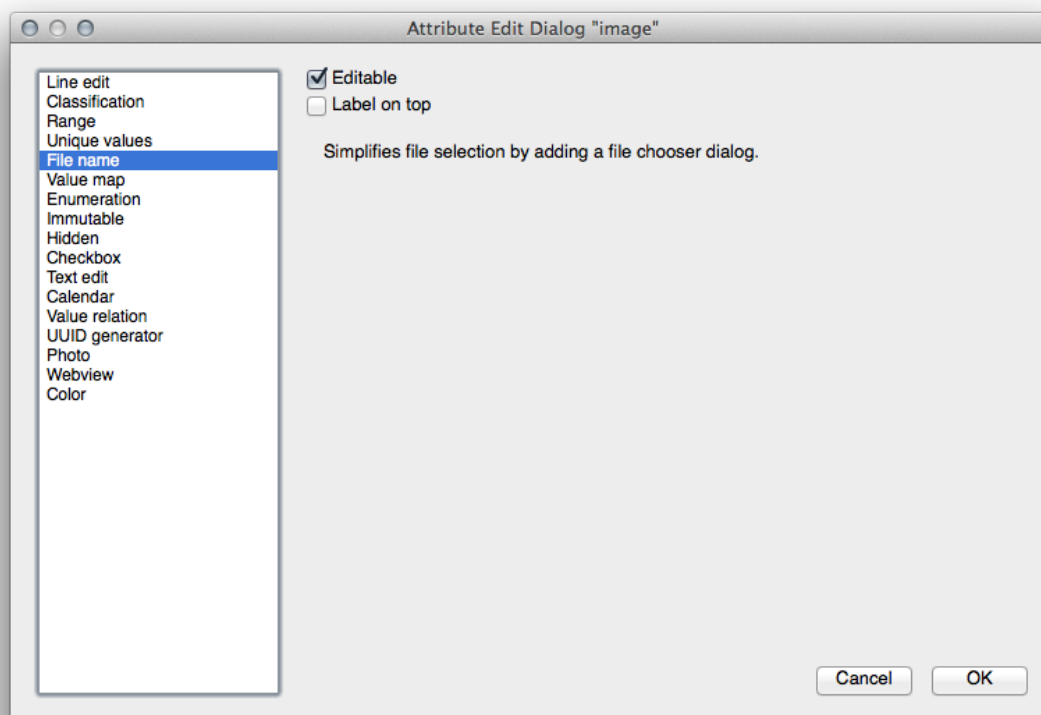 Attribute Edit Dialog "image"
Line edit
Classification
Range
Unique values
File name
Value map
Enumeration
Immutable
Hidden
Checkbox
Text edit
Calendar
Value relation
UUID generator
Photo
Webview
Color
Editable
Label on top
Simplifies file selection by adding a file chooser dialog.
Cancel
OK